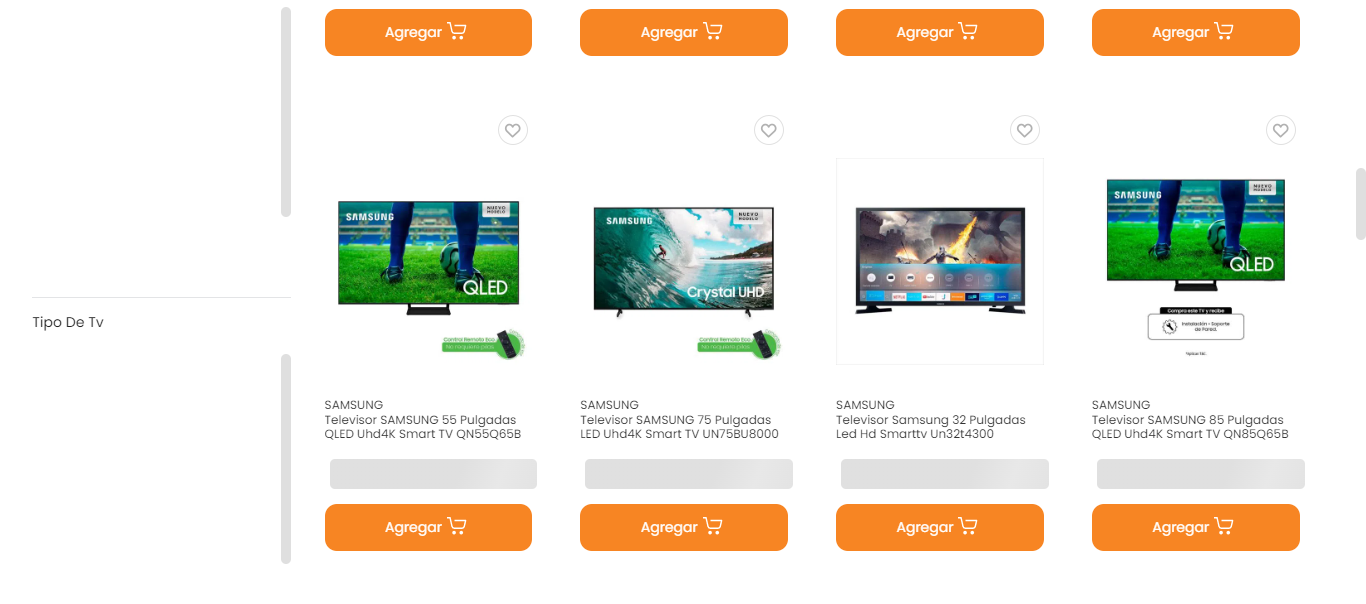 Agregar
Agregar
Agregar
Agregar
SAMSUNG
NUEVO
MODELO
QLED
Control Remoto Eco
No requiere pilas
SAMSUNG
NUEVO
MODELO
Crystal UHD
Control Remoto Eco
No requiere pilas
SAMSUNG
NUEVO
MODELO
QLED
Compra este TV y recibe
Instalación + Soporte
de Pared.
Tipo De Tv
SAMSUNG
Televisor SAMSUNG 55 Pulgadas
QLED Uhd4K Smart TV QN55Q65B
SAMSUNG
Televisor SAMSUNG 75 Pulgadas
LED Uhd4K Smart TV UN75BU8000
SAMSUNG
Televisor Samsung 32 Pulgadas
Led Hd Smarttv Un32t4300
SAMSUNG
Televisor SAMSUNG 85 Pulgadas
QLED Uhd4K Smart TV QN85Q65B
Agregar
Agregar
Agregar
Agregar